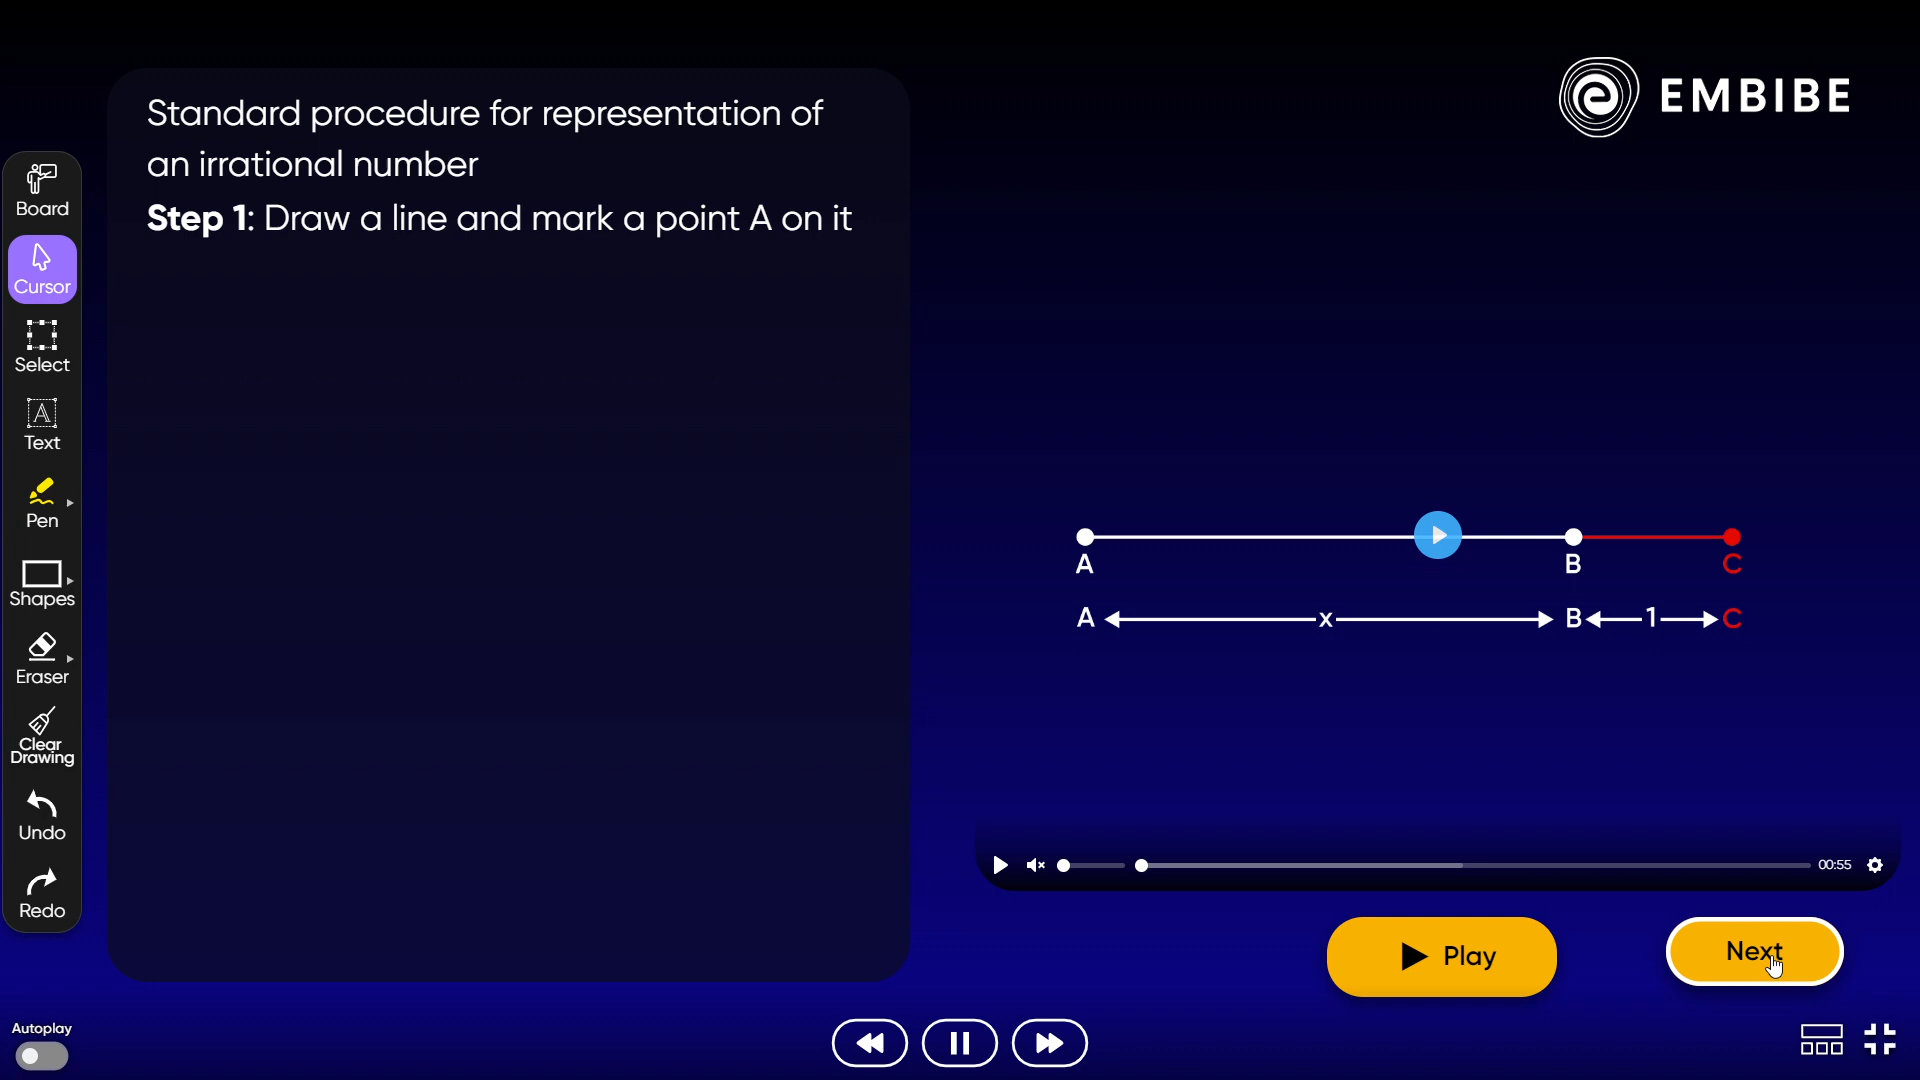 EMBIBE
Standard procedure for representation of
an irrational number
Step 1: Draw a line and mark a point A on it
Board
Cursor
Select
A
Text
Pen
Shapes
Eraser
Clear
Drawing
Undo
Redo
A B C
A x B 1 C
00:55
Play
Next
Autoplay